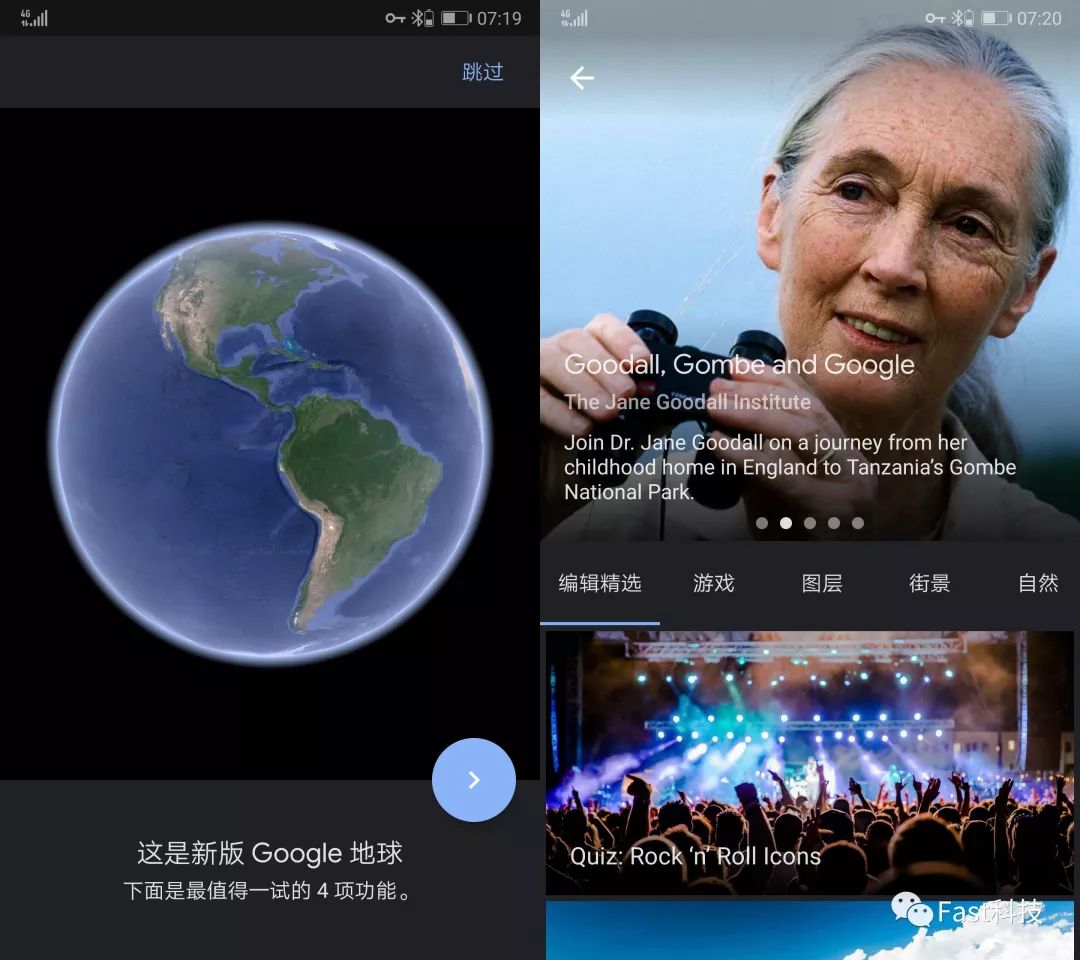 4G
07:19
跳过
这是新版 Google 地球
下面是最值得一试的 4 项功能。
4G
07:20
Goodall, Gombe and Google
The Jane Goodall Institute
Join Dr. Jane Goodall on a journey from her
childhood home in England to Tanzania’s Gombe
National Park.
编辑精选 游戏 图层 街景 自然
Quiz: Rock ‘n’ Roll Icons
Fast科技